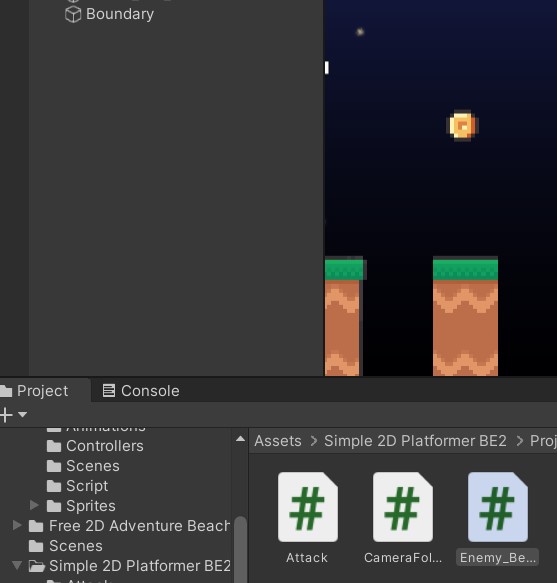 Boundary
Project
Console
Animations
Controllers
Scenes
Script
Sprites
Free 2D Adventure Beach
Scenes
Simple 2D Platformer BE2
Assets > Simple 2D Platformer BE2 > Proj
Attack
CameraFol...
Enemy_Be...